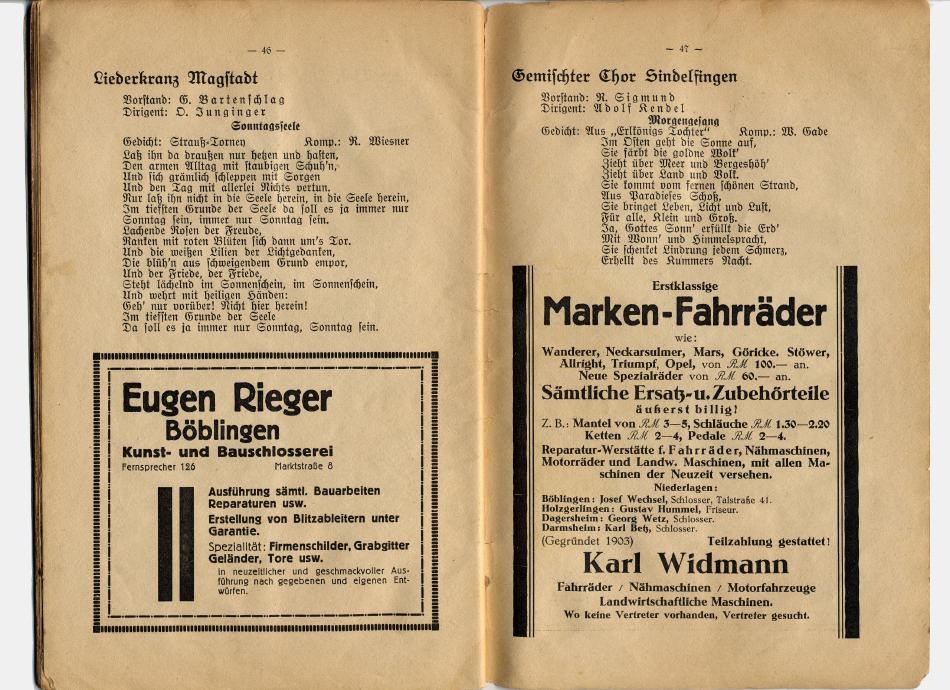 — 46 —
Liederkranz Magstadt
Vorstand: G. Bartenschlag
Dirigent: O. Junginger
Sonntagsseele
Gedicht: Strauß-Torney Komp.: R. Wiesner
Laß ihn da draußen nur hetzen und hasten,
Den armen Alltag mit staubigen Schuh'n,
Und sich grämlich schleppen mit Sorgen
Und den Tag mit allerlei Nichts vertun.
Nur laß ihn nicht in die Seele herein, in die Seele herein,
Im tiefsten Grunde der Seele da soll es ja immer nur
Sonntag sein, immer nur Sonntag sein.
Lachende Rosen der Freude,
Ranken mit roten Blüten sich dann um's Tor.
Und die weißen Lilien der Lichtgedanken,
Die blüh'n aus schweigendem Grund empor,
Und der Friede, der Friede,
Steht lächelnd im Sonnenschein, im Sonnenschein,
Und wehrt mit heiligen Händen:
Geh' nur vorüber! Nicht hier herein!
Im tiefsten Grunde der Seele
Da soll es ja immer nur Sonntag, Sonntag sein.
Eugen Rieger
Böblingen
Kunst- und Bauschlosserei
Fernsprecher 126 Marktstraße 8
Ausführung sämtl. Bauarbeiten
Reparaturen usw.
Erstellung von Blitzableitern unter
Garantie.
Spezialität: Firmenschilder, Grabgitter
Geländer, Tore usw.
in neuzeitlicher und geschmackvoller Aus-
führung nach gegebenen und eigenen Ent-
würfen.
— 47 —
Gemischter Chor Sindelfingen
Vorstand: R. Sigmund
Dirigent: Adolf Kendel
Morgengesang
Gedicht: Aus „Erlkönigs Tochter“ Komp.: W. Gade
Im Osten geht die Sonne auf,
Sie färbt die goldne Wolk'
Zieht über Meer und Bergeshöh'
Zieht über Land und Volk.
Sie kommt vom fernen schönen Strand,
Aus Paradieses Schoß,
Sie bringet Leben, Licht und Lust,
Für alle, Klein und Groß.
Ja, Gottes Sonn' erfüllt die Erd'
Mit Wonn' und Himmelspracht,
Sie schenket Lindrung jedem Schmerz,
Erhellt des Kummers Nacht.
Erstklassige
Marken-Fahrräder
wie:
Wanderer, Neckarsulmer, Mars, Göricke. Stöwer,
Allright, Triumpf, Opel, von RM 100.— an.
Neue Spezialräder von RM 60.— an.
Sämtliche Ersatz-u. Zubehörteile
äußerst billig!
Z. B.: Mantel von RM 3—5, Schläuche RM 1.30—2.20
Ketten RM 2—4, Pedale RM 2—4.
Reparatur-Werstätte f. Fahrräder, Nähmaschinen,
Motorräder und Landw. Maschinen, mit allen Ma-
schinen der Neuzeit versehen.
Niederlagen:
Böblingen: Josef Wechsel, Schlosser, Talstraße 41.
Holzgerlingen: Gustav Hummel, Friseur.
Dagersheim: Georg Wetz, Schlosser.
Darmsheim: Karl Betz, Schlosser.
(Gegründet 1903) Teilzahlung gestattet!
Karl Widmann
Fahrräder / Nähmaschinen / Motorfahrzeuge
Landwirtschaftliche Maschinen.
Wo keine Vertreter vorhanden, Vertreter gesucht.